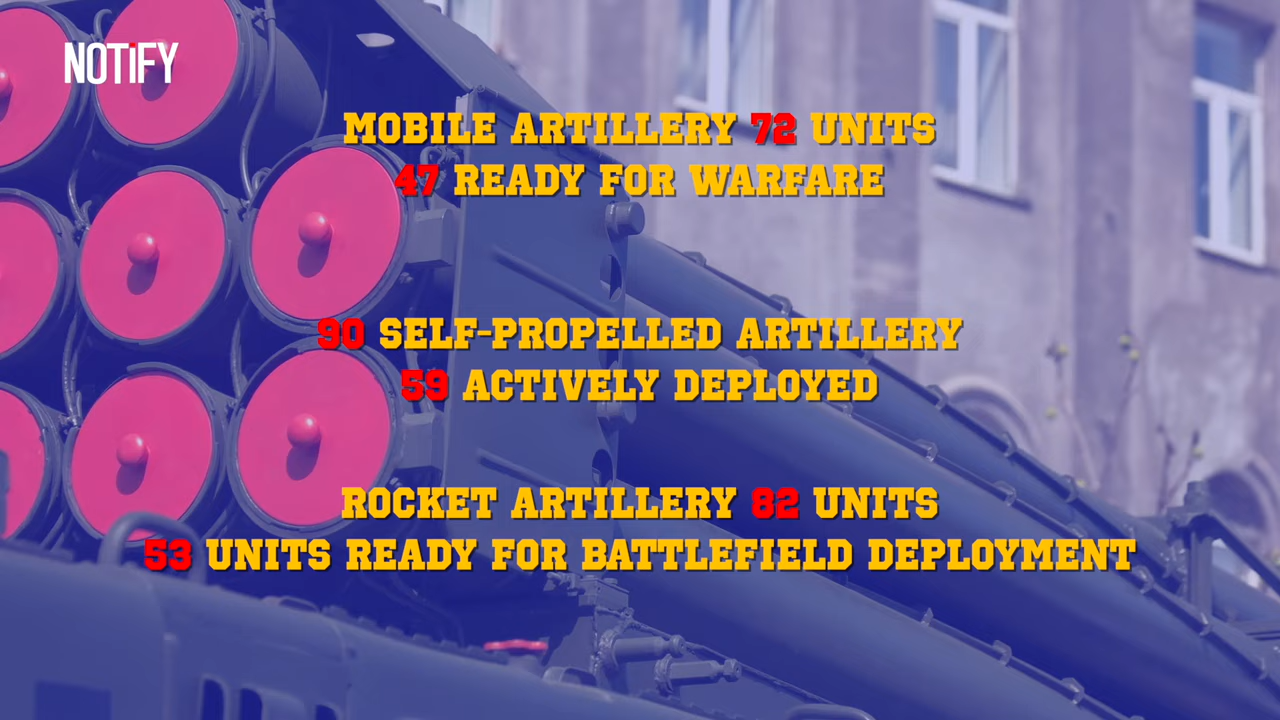 NOTiFY
MOBILE ARTILLERY 72 UNITS
47 READY FOR WARFARE
90 SELF-PROPELLED ARTILLERY
59 ACTIVELY DEPLOYED
ROCKET ARTILLERY 82 UNITS
53 UNITS READY FOR BATTLEFIELD DEPLOYMENT